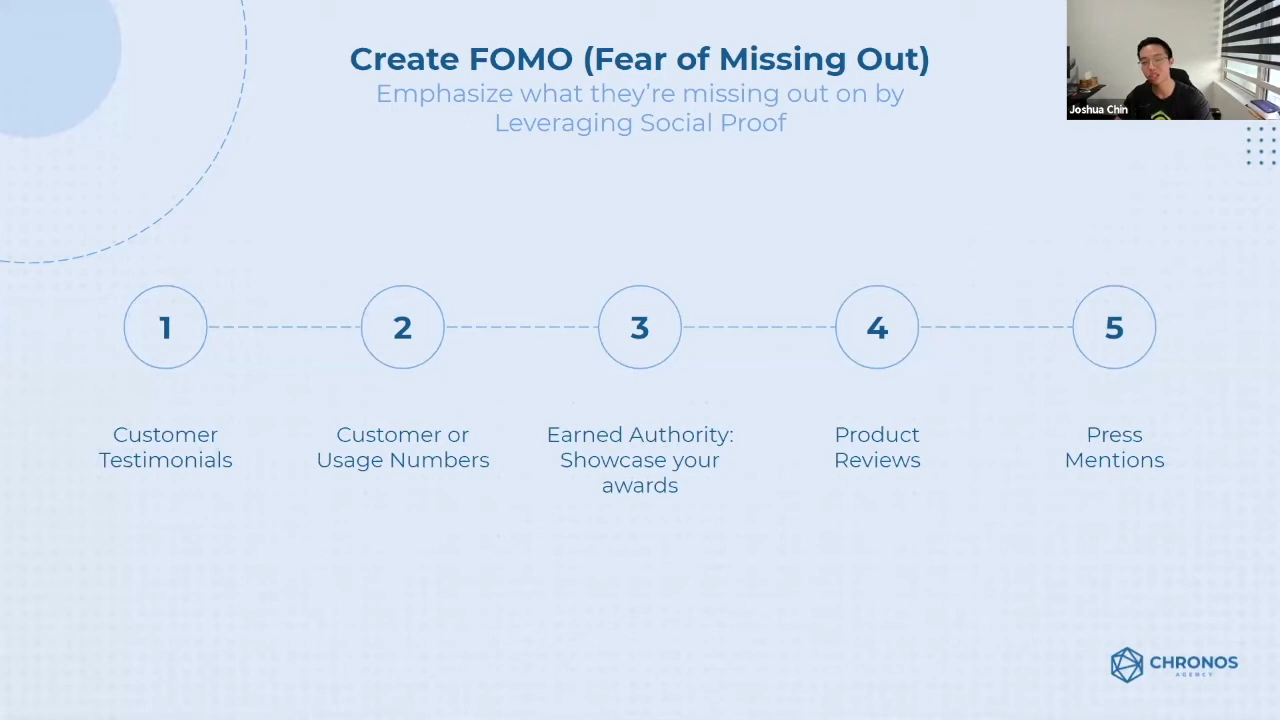 Create FOMO (Fear of Missing Out)
Emphasize what they're missing out on by
Leveraging Social Proof
Joshua Chin
1
2
3
4
5
Customer
Testimonials
Customer or
Usage Numbers
Earned Authority:
Showcase your
awards
Product
Reviews
Press
Mentions
CHRONOS
AGENCY